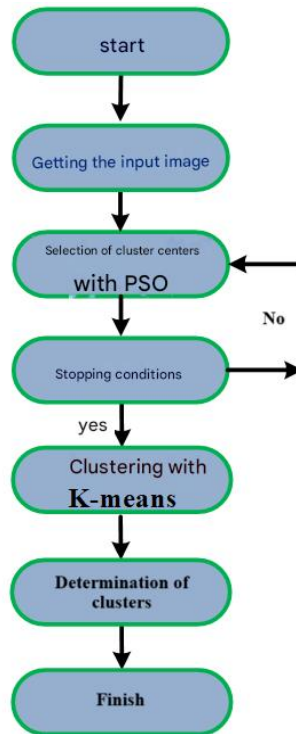 start
Getting the input image
Selection of cluster centers
with PSO
No
Stopping conditions
yes
Clustering with
K-means
Determination of
clusters
Finish